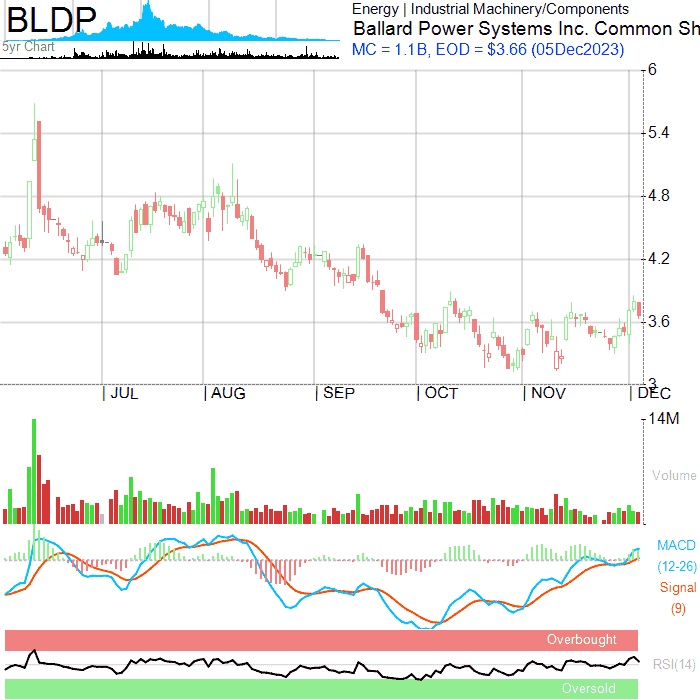 BLDP
5yr Chart
Energy | Industrial Machinery/Components
Ballard Power Systems Inc. Common Sh
MC = 1.1B, EOD = $3.66 (05Dec2023)
6
5.4
4.8
4.2
3.6
3
| JUL | AUG | SEP | OCT | NOV | DEC
14M
Volume
MACD
(12-26)
Signal
(9)
Overbought
RSI(14)
Oversold